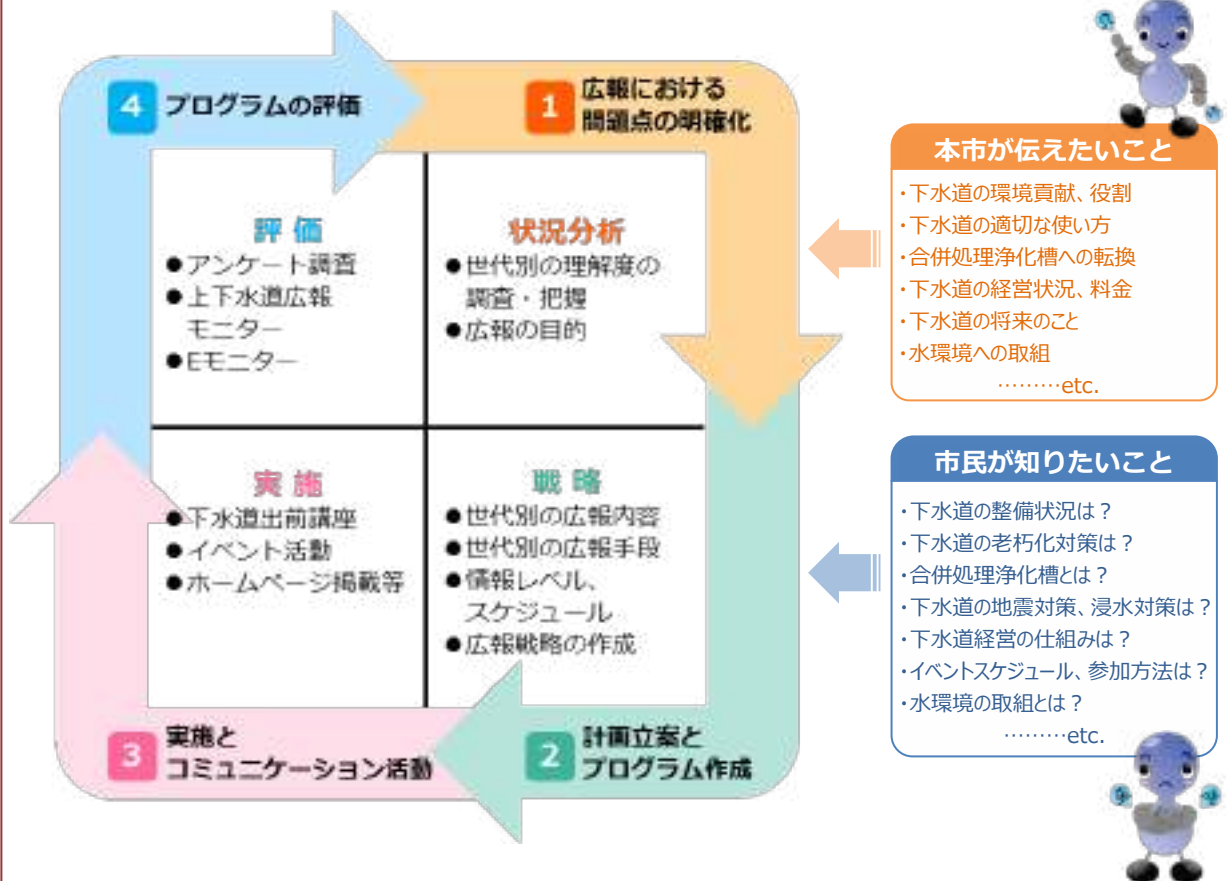 4 プログラムの評価
1 広報における
問題点の明確化
評価
●アンケート調査
●上下水道広報
モニター
●Eモニター
状況分析
●世代別の理解度の
調査・把握
●広報の目的
実施
●下水道出前講座
●イベント活動
●ホームページ掲載等
戦略
●世代別の広報内容
●世代別の広報手段
●情報レベル、
スケジュール
●広報戦略の作成
3 実施と
コミュニケーション活動
2 計画立案と
プログラム作成
本市が伝えたいこと
・下水道の環境貢献、役割
・下水道の適切な使い方
・合併処理浄化槽への転換
・下水道の経営状況、料金
・下水道の将来のこと
・水環境への取組
………etc.
市民が知りたいこと
・下水道の整備状況は？
・下水道の老朽化対策は？
・合併処理浄化槽とは？
・下水道の地震対策、浸水対策は？
・下水道経営の仕組みは？
・イベントスケジュール、参加方法は？
・水環境の取組とは？
………etc.